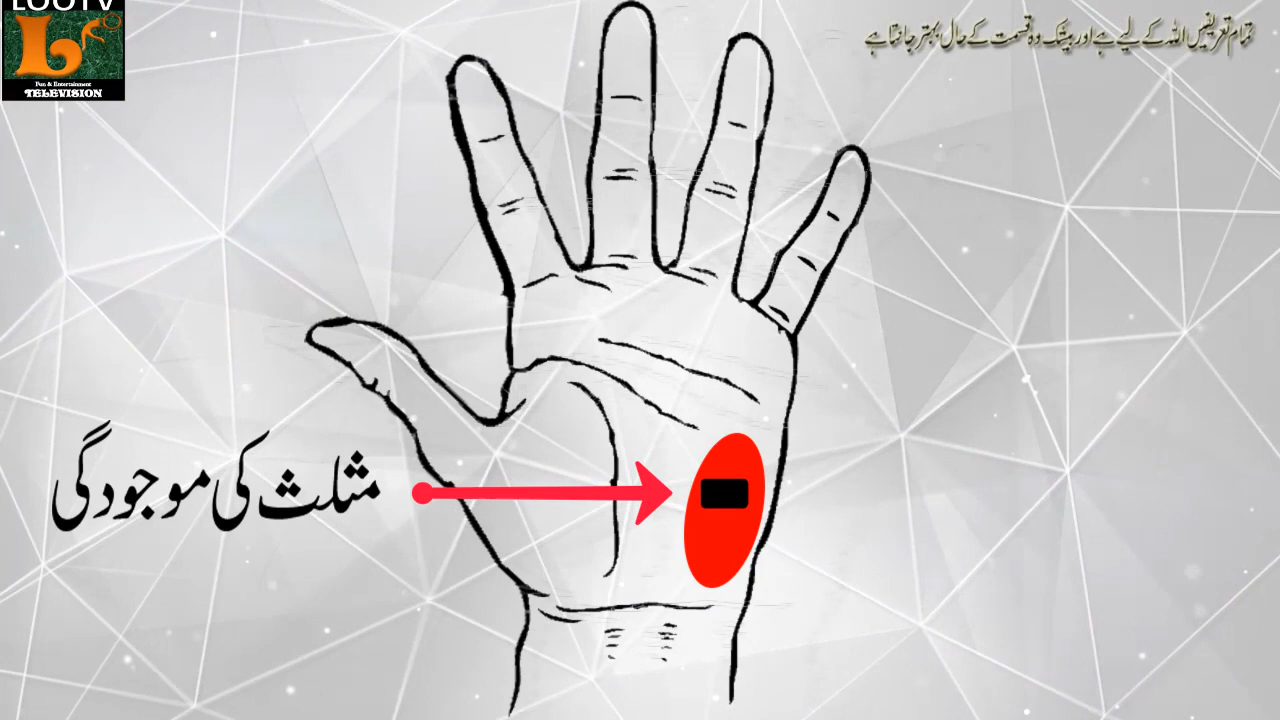 LOOTV
Fun & Entertainment
TELEVISION
تمام تعریفیں اللہ کے لیے ہے اور بیشک وہ قسمت کے حال بہتر جانتا ہے
مثلث کی موجودگی